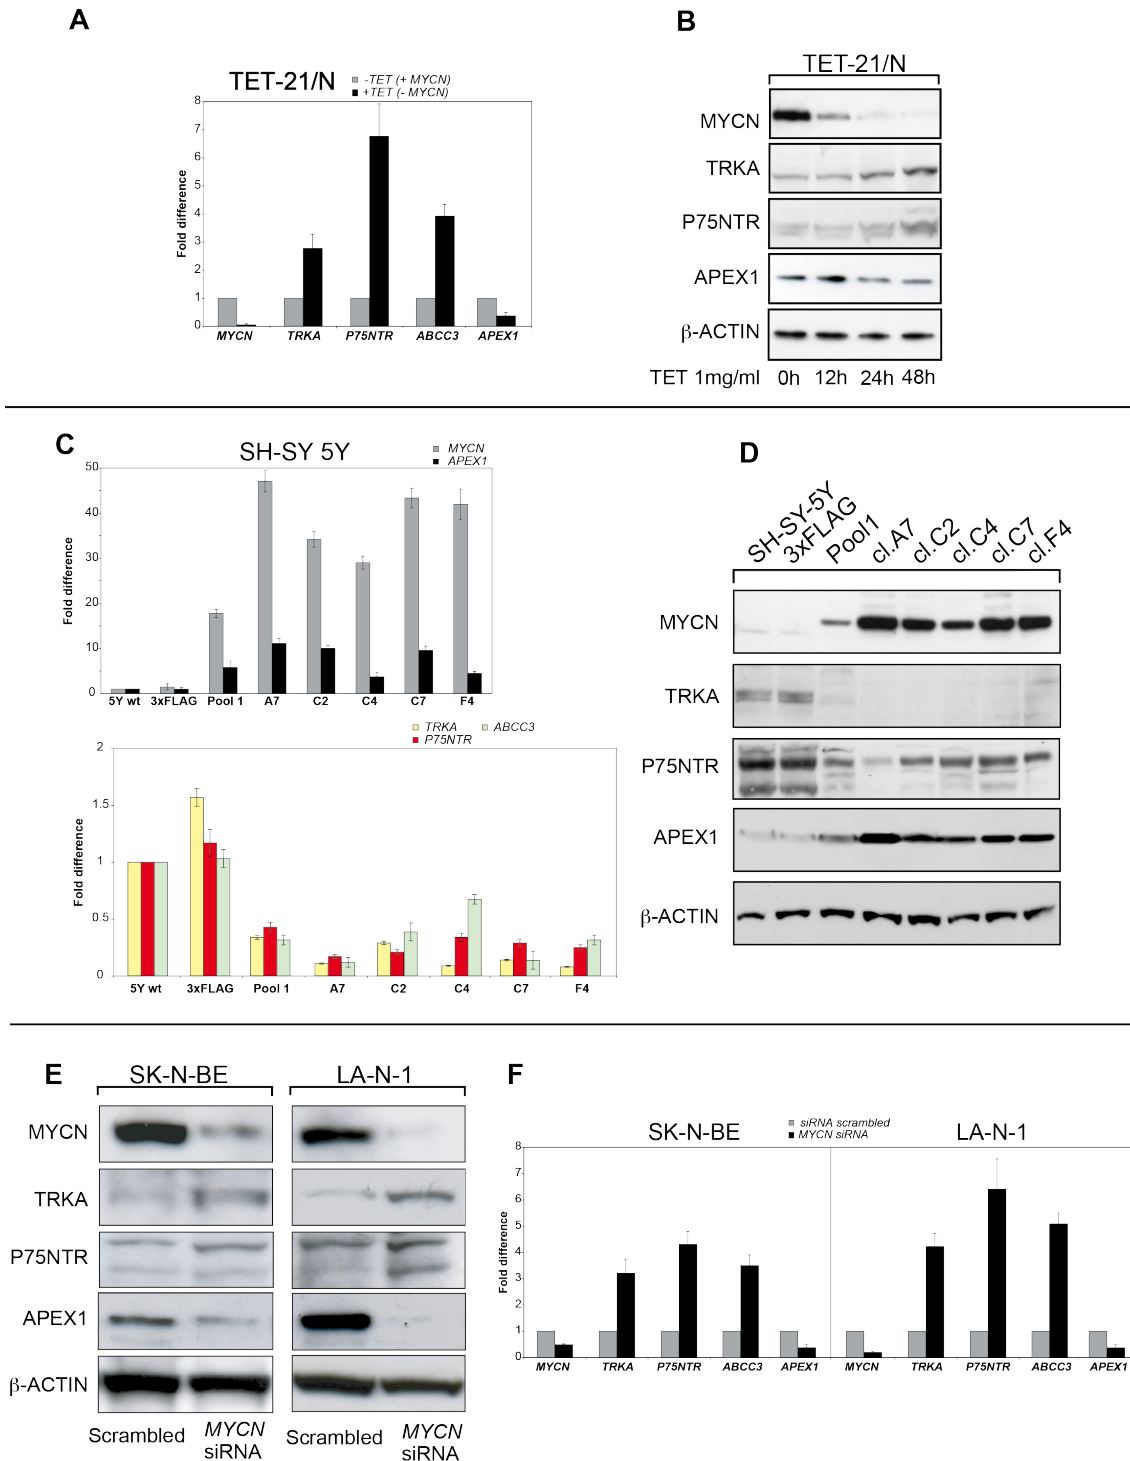 A
TET-21/N
-TET (+ MYCN)
+TET (- MYCN)
8
7
6
5
4
3
2
1
0
Fold difference
MYCN TRKA P75NTR ABCC3 APEX1
B
TET-21/N
MYCN
TRKA
P75NTR
APEX1
β-ACTIN
TET 1mg/ml 0h 12h 24h 48h
C
SH-SY 5Y
MYCN
APEX1
50
40
30
20
10
0
Fold difference
5Y wt 3xFLAG Pool 1 A7 C2 C4 C7 F4
TRKA ABCC3
P75NTR
2
1.5
1
0.5
0
Fold difference
5Y wt 3xFLAG Pool 1 A7 C2 C4 C7 F4
D
SH-SY-5Y
3xFLAG
Pool1
cl.A7
cl.C2
cl.C4
cl.C7
cl.F4
MYCN
TRKA
P75NTR
APEX1
β-ACTIN
E
SK-N-BE LA-N-1
MYCN
TRKA
P75NTR
APEX1
β-ACTIN
Scrambled MYCN siRNA Scrambled MYCN siRNA
F
siRNA scrambled
MYCN siRNA
SK-N-BE LA-N-1
8
7
6
5
4
3
2
1
0
Fold difference
MYCN TRKA P75NTR ABCC3 APEX1 MYCN TRKA P75NTR ABCC3 APEX1